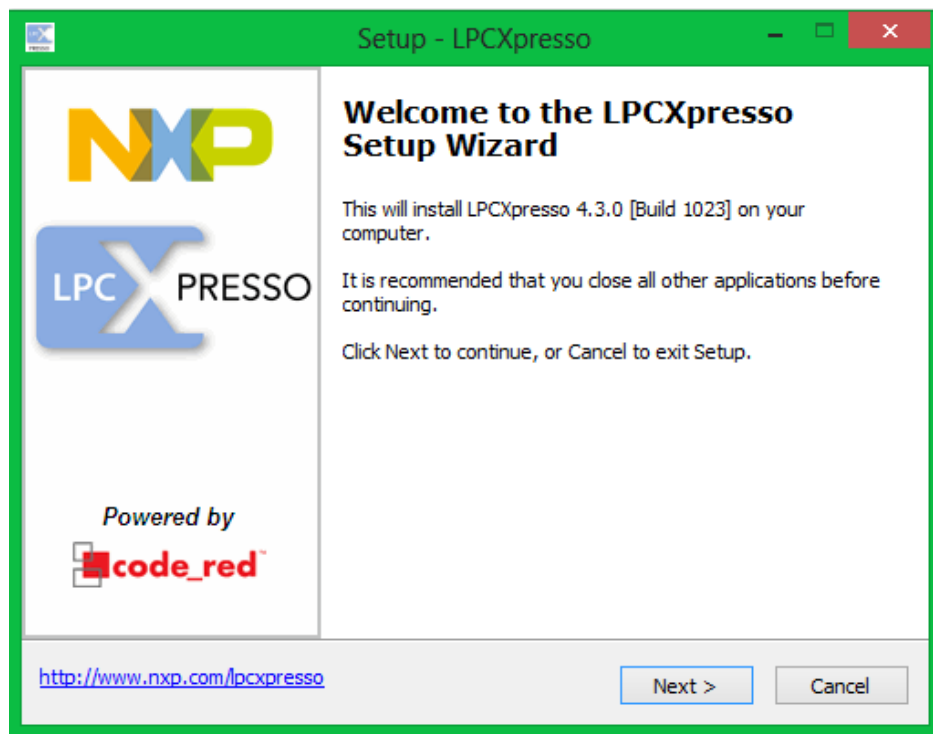 Setup - LPCXpresso
NXP
Welcome to the LPCXpresso
Setup Wizard
This will install LPCXpresso 4.3.0 [Build 1023] on your
computer.
It is recommended that you close all other applications before
continuing.
Click Next to continue, or Cancel to exit Setup.
LPC XPRESSO
Powered by
code_red™
http://www.nxp.com/lpcxpresso
Next >
Cancel